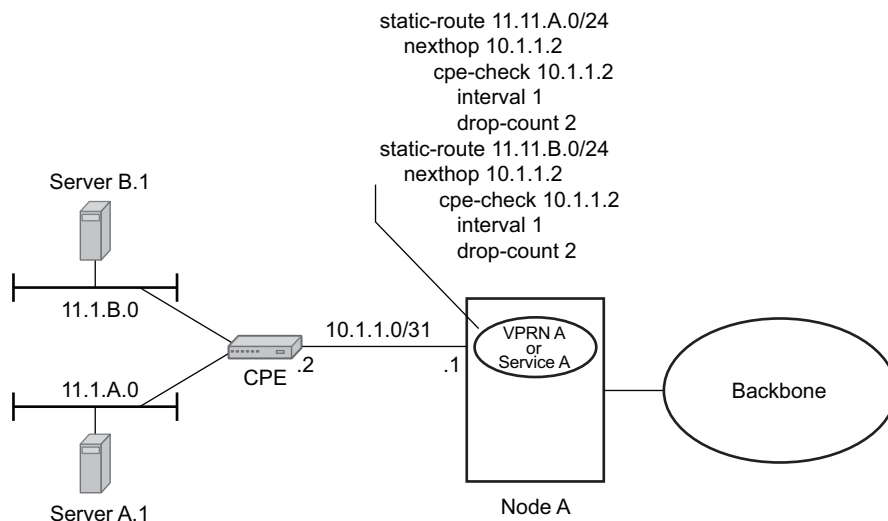 static-route 11.11.A.0/24
nexthop 10.1.1.2
cpe-check 10.1.1.2
interval 1
drop-count 2
static-route 11.11.B.0/24
nexthop 10.1.1.2
cpe-check 10.1.1.2
interval 1
drop-count 2
Server B.1
11.1.B.0
10.1.1.0/31
VPRN A
or
Service A
.2
.1
CPE
11.1.A.0
Backbone
Server A.1
Node A